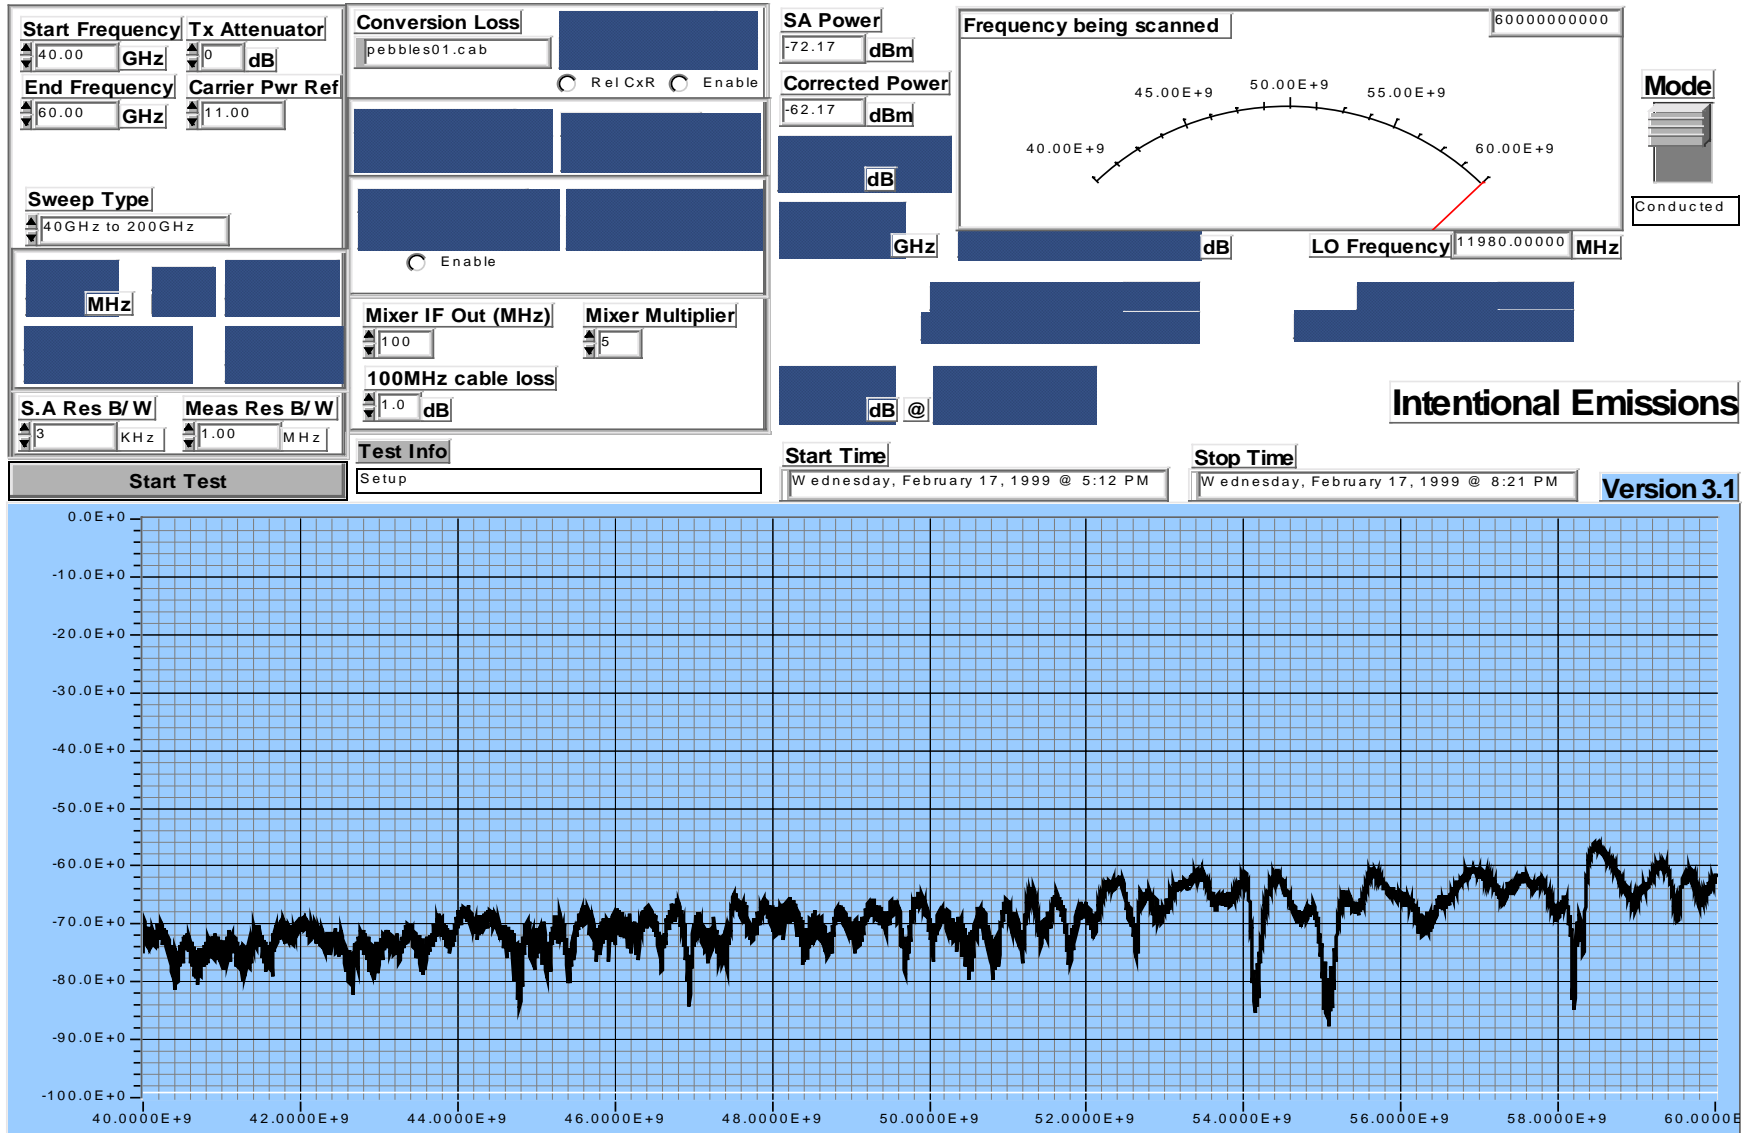 Start Frequency
40.00 GHz
Tx Attenuator
0 dB
End Frequency
60.00 GHz
Carrier Pwr Ref
11.00
Sweep Type
40GHz to 200GHz
MHz
S.A Res B/W
3 KHz
Meas Res B/W
1.00 MHz
Start Test
Conversion Loss
pebbles01.cab
Rel CxR
Enable
Enable
Mixer IF Out (MHz)
100
Mixer Multiplier
5
100MHz cable loss
1.0 dB
Test Info
Setup
SA Power
-72.17 dBm
Corrected Power
-62.17 dBm
dB
GHz
dB
dB @
Frequency being scanned
60000000000
40.00E+9
45.00E+9
50.00E+9
55.00E+9
60.00E+9
LO Frequency 11980.00000 MHz
Mode
Conducted
Intentional Emissions
Start Time
Wednesday, February 17, 1999 @ 5:12 PM
Stop Time
Wednesday, February 17, 1999 @ 8:21 PM
Version 3.1
0.0E+0
-10.0E+0
-20.0E+0
-30.0E+0
-40.0E+0
-50.0E+0
-60.0E+0
-70.0E+0
-80.0E+0
-90.0E+0
-100.0E+0
40.0000E+9 42.0000E+9 44.0000E+9 46.0000E+9 48.0000E+9 50.0000E+9 52.0000E+9 54.0000E+9 56.0000E+9 58.0000E+9 60.0000E